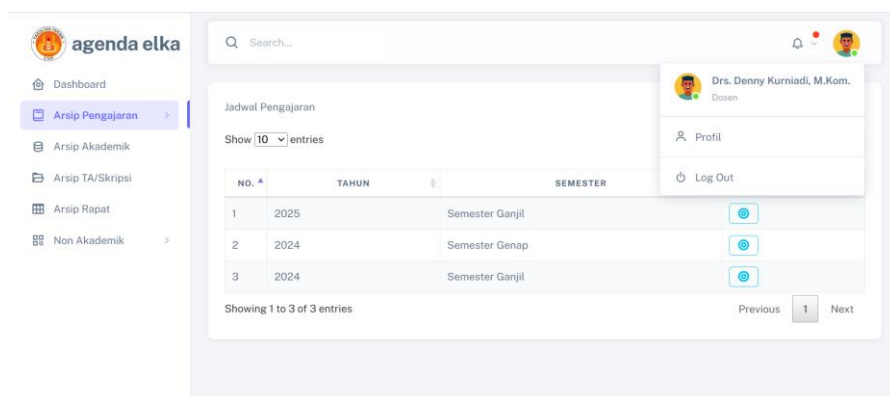 agenda elka
Dashboard
Arsip Pengajaran
Arsip Akademik
Arsip TA/Skripsi
Arsip Rapat
Non Akademik
Search...
Drs. Denny Kurniadi, M.Kom.
Dosen
Profil
Log Out
Jadwal Pengajaran
Show 10 entries
NO. TAHUN SEMESTER
1 2025 Semester Ganjil
2 2024 Semester Genap
3 2024 Semester Ganjil
Showing 1 to 3 of 3 entries
Previous 1 Next